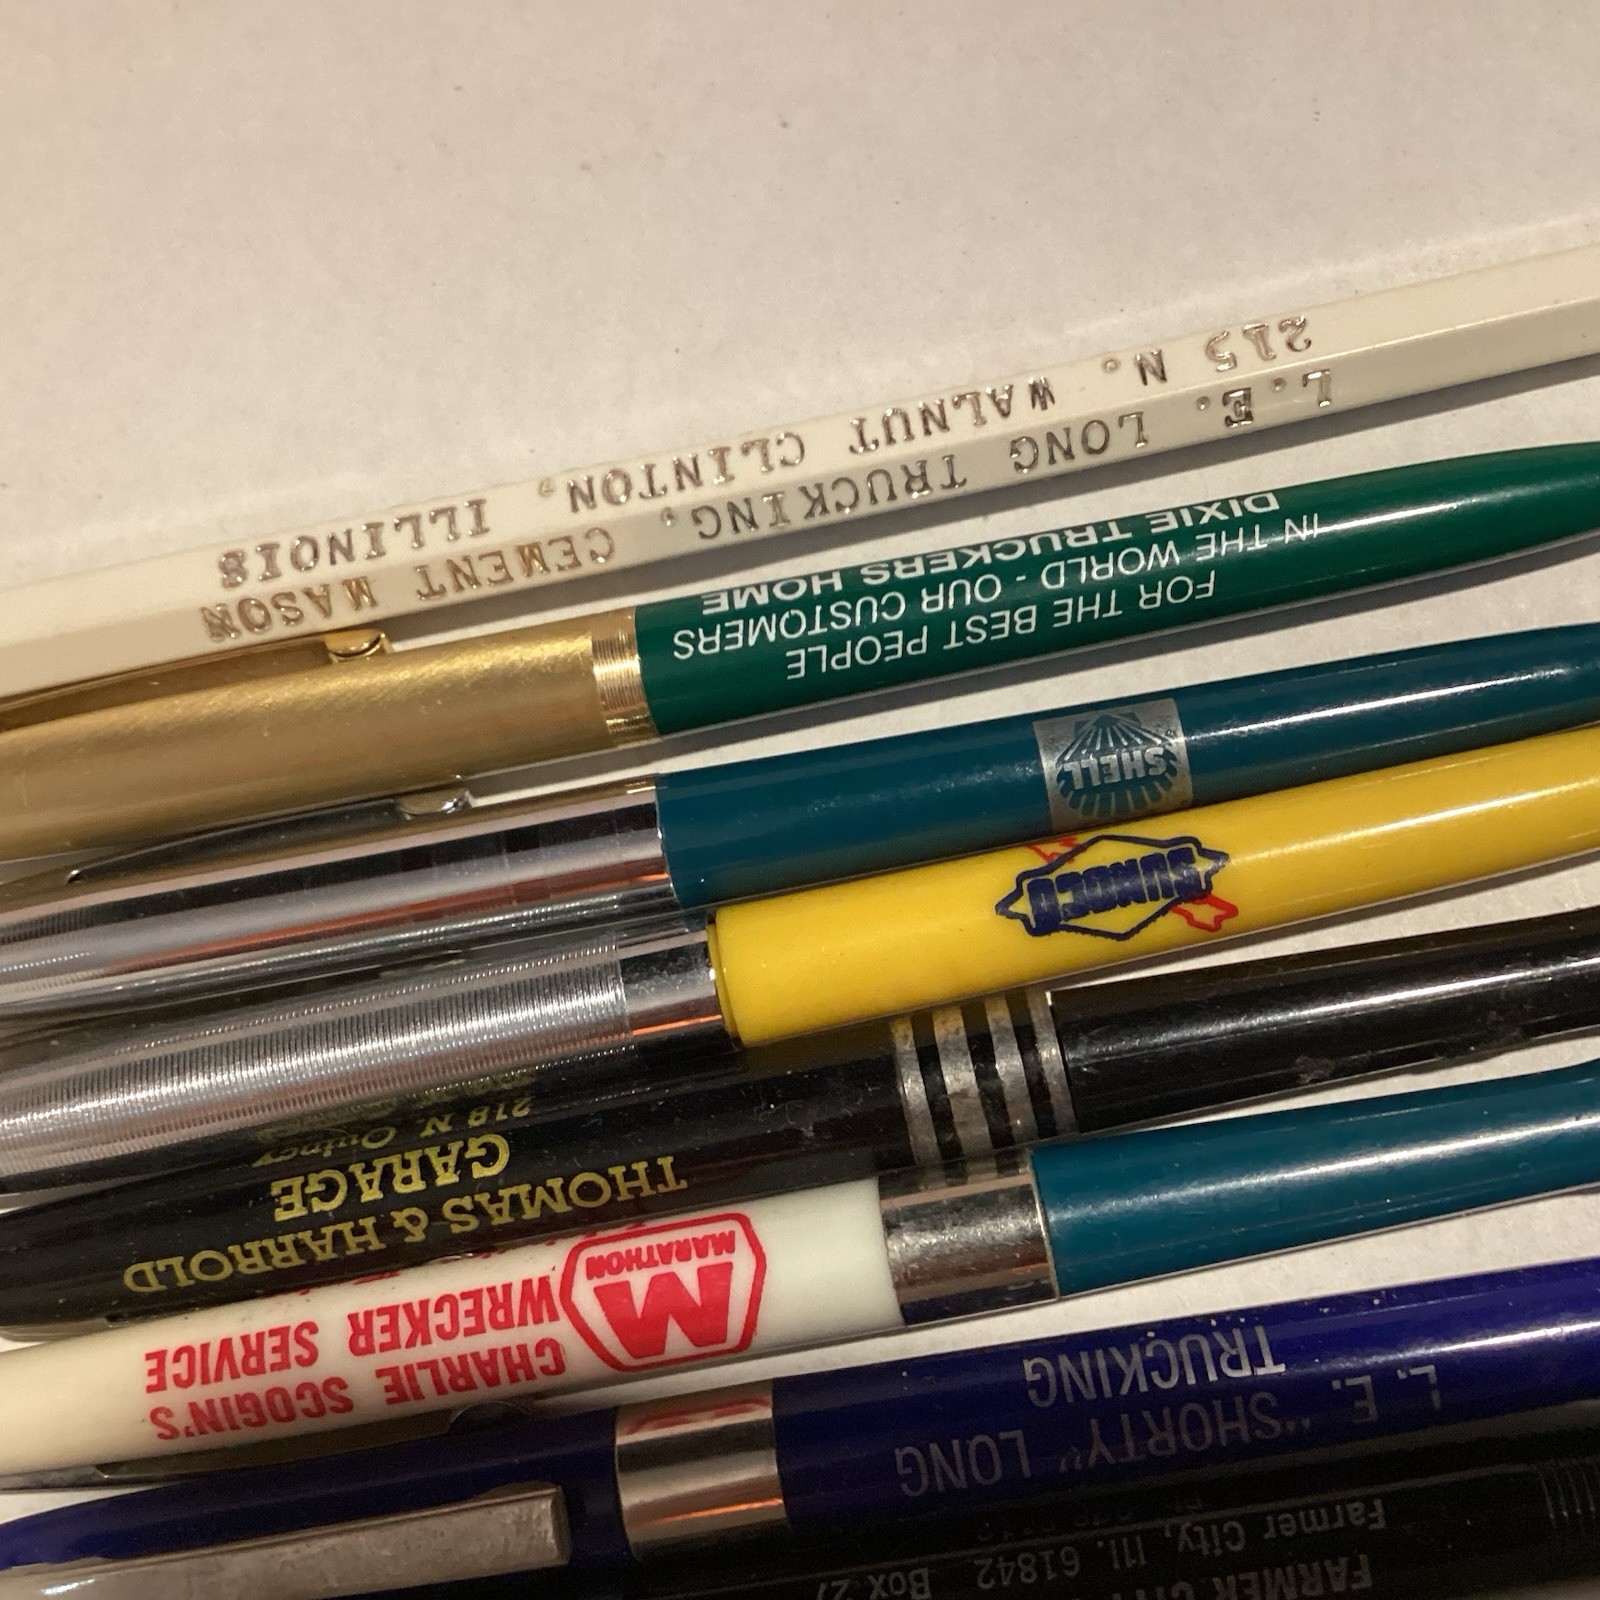 L.E. LONG TRUCKING, CEMENT MASON
215 N. WALNUT CLINTON, ILLINOIS
FOR THE BEST PEOPLE
IN THE WORLD - OUR CUSTOMERS
DIXIE TRUCKERS HOME
SHELL
SUNOCO
THOMAS & HARROLD
GARAGE
218 N. Quincy
CHARLIE SCOGIN'S
WRECKER SERVICE
M
MARATHON
L. E. "SHORTY" LONG
TRUCKING
FARMER
Box 27
Farmer City, Ill. 61842